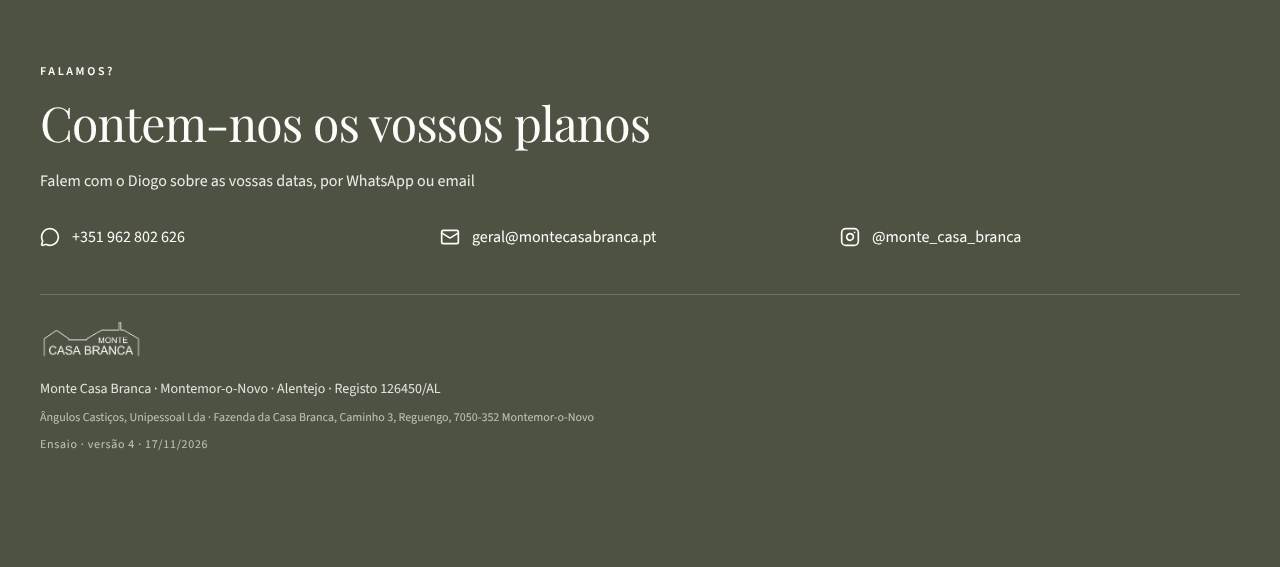 FALAMOS?
Contem-nos os vossos planos
Falem com o Diogo sobre as vossas datas, por WhatsApp ou email
+351 962 802 626
geral@montecasabranca.pt
@monte_casa_branca
MONTE
CASA BRANCA
Monte Casa Branca · Montemor-o-Novo · Alentejo · Registo 126450/AL
Ângulos Castiços, Unipessoal Lda · Fazenda da Casa Branca, Caminho 3, Reguengo, 7050-352 Montemor-o-Novo
Ensaio · versão 4 · 17/11/2026